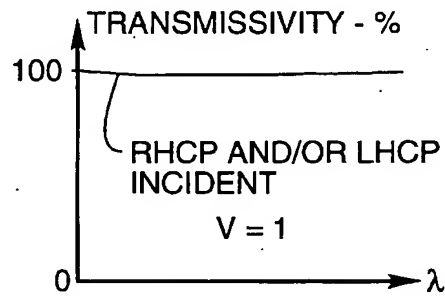 TRANSMISSIVITY - %
100
RHCP AND/OR LHCP
INCIDENT
V = 1
0
λ